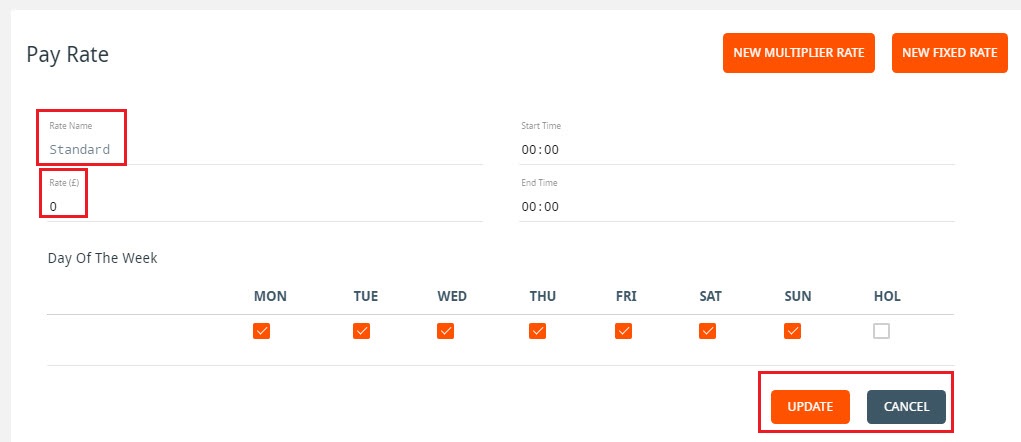 Pay Rate
NEW MULTIPLIER RATE NEW FIXED RATE
Rate Name Start Time
Standard 00:00
Rate (£) End Time
0 00:00
Day Of The Week
MON TUE WED THU FRI SAT SUN HOL
UPDATE CANCEL